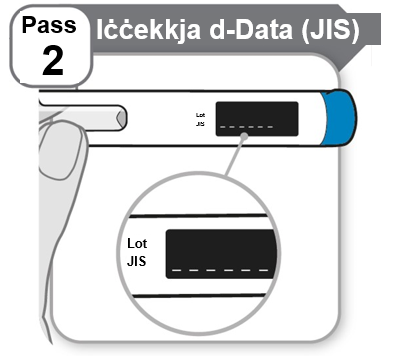 Pass
2
Iċċekkja d-Data (JIS)
Lot
JIS
Lot
JIS